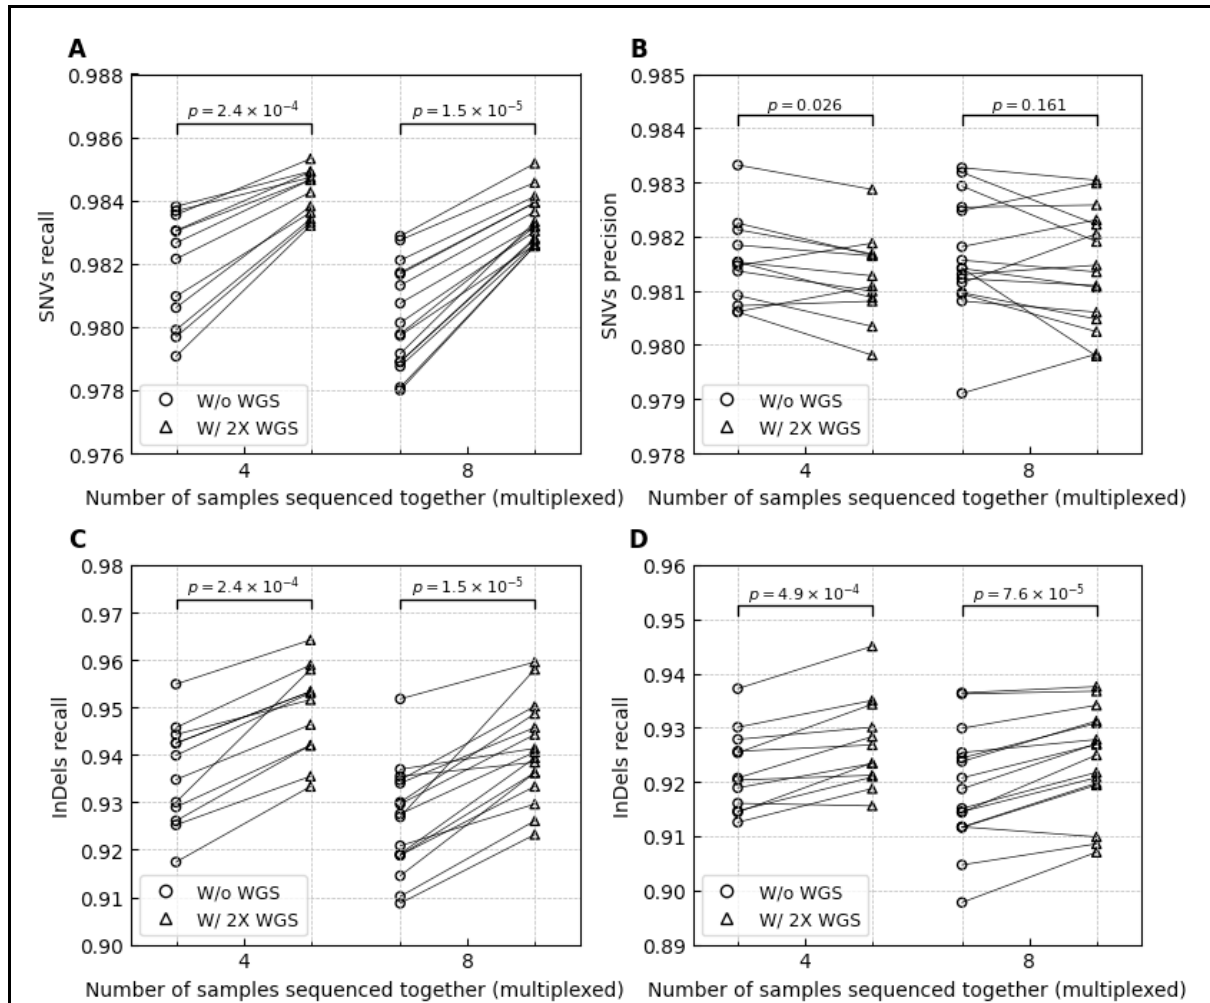 A
0.988
0.986
0.984
0.982
0.980
0.978
0.976
SNVs recall
p = 2.4 × 10⁻⁴
p = 1.5 × 10⁻⁵
W/o WGS
W/ 2X WGS
4
8
Number of samples sequenced together (multiplexed)
B
0.985
0.984
0.983
0.982
0.981
0.980
0.979
0.978
SNVs precision
p = 0.026
p = 0.161
W/o WGS
W/ 2X WGS
4
8
Number of samples sequenced together (multiplexed)
C
0.98
0.97
0.96
0.95
0.94
0.93
0.92
0.91
0.90
InDels recall
p = 2.4 × 10⁻⁴
p = 1.5 × 10⁻⁵
W/o WGS
W/ 2X WGS
4
8
Number of samples sequenced together (multiplexed)
D
0.96
0.95
0.94
0.93
0.92
0.91
0.90
0.89
InDels recall
p = 4.9 × 10⁻⁴
p = 7.6 × 10⁻⁵
W/o WGS
W/ 2X WGS
4
8
Number of samples sequenced together (multiplexed)